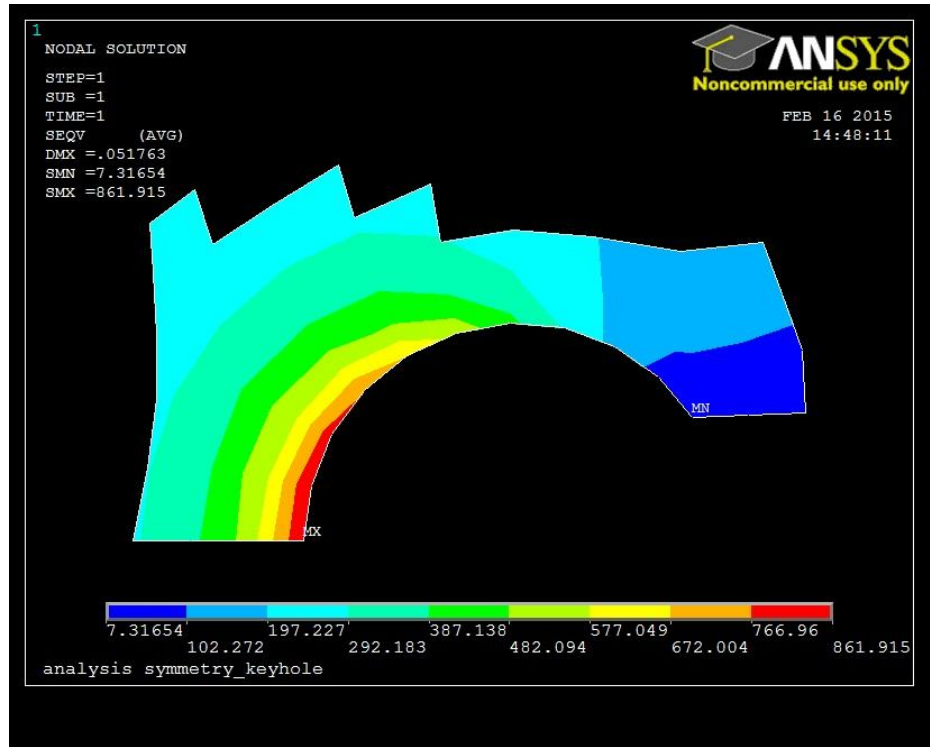 1
NODAL SOLUTION
STEP=1
SUB =1
TIME=1
SEQV (AVG)
DMX =.051763
SMN =7.31654
SMX =861.915
ANSYS
Noncommercial use only
FEB 16 2015
14:48:11
MN
MX
7.31654 197.227 387.138 577.049 766.96
102.272 292.183 482.094 672.004 861.915
analysis symmetry_keyhole